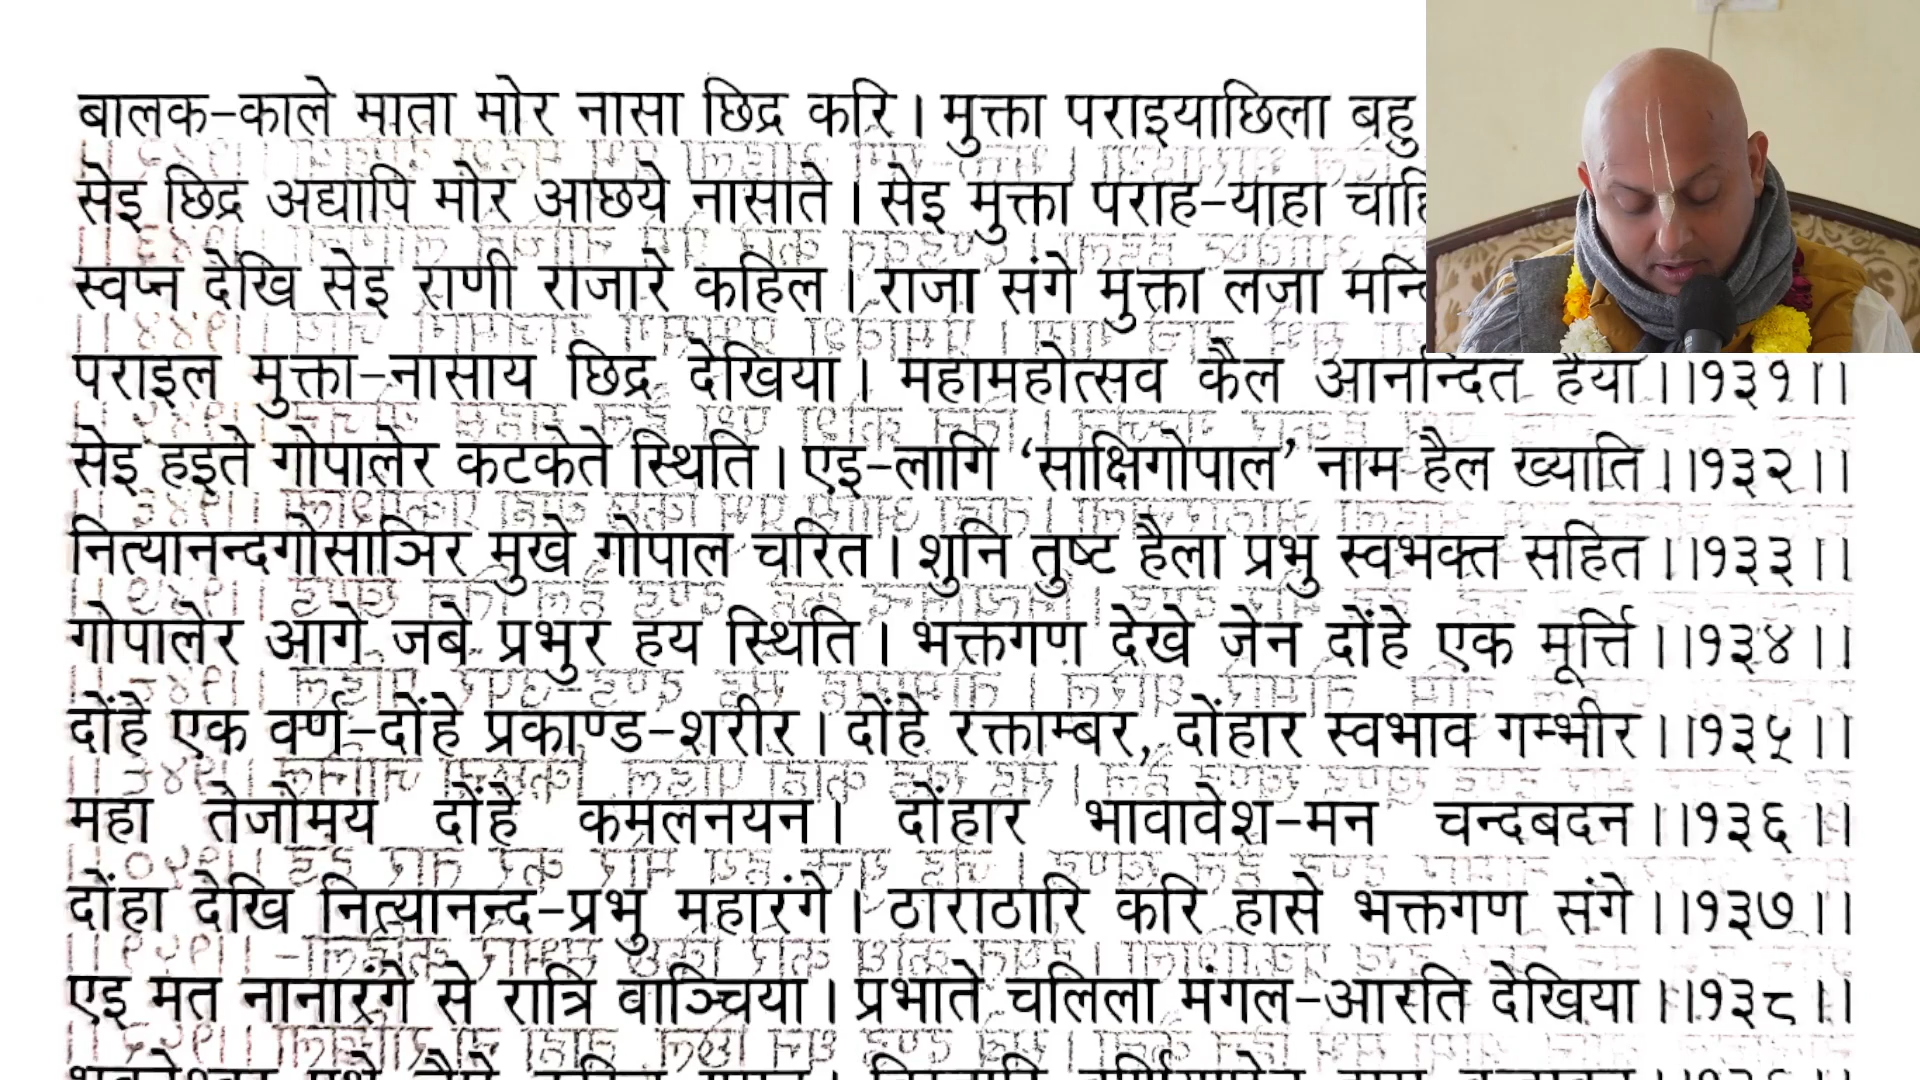 बालक-काले माता मोर नासा छिद्र करि। मुक्ता पराइयाछिला बहु
सेइ छिद्र अद्यापि मोर आछये नासाते। सेइ मुक्ता पराह-याहा
स्वप्न देखि सेइ राणी राजारे कहिल। राजा संगे मुक्ता लञा
पराइल मुक्ता-नासाय छिद्र देखिया। महामहोत्सव कैल आनन्दित हैया।।१३१।।
सेइ हइते गोपालेर कटकेते स्थिति। एइ-लागि ‘साक्षिगोपाल’ नाम हैल ख्याति।।१३२।।
नित्यानन्दगोसाञिर मुखे गोपाल चरित। शुनि तुष्ट हैला प्रभु स्वभक्त सहित।।१३३।।
गोपालेर आगे जबे प्रभुर हय स्थिति। भक्तगण देखे जेन दोंहे एक मूर्त्ति।।१३४।।
दोंहे एक वर्ण-दोंहे प्रकाण्ड-शरीर। दोंहे रक्ताम्बर, दोंहार स्वभाव गम्भीर।।१३५।।
महा तेजोमय दोंहे कमलनयन। दोंहार भावावेश-मन चन्दबदन।।१३६।।
दोंहा देखि नित्यानन्द-प्रभु महारंगे। ठाराठारि करि हासे भक्तगण संगे।।१३७।।
एइ मत नानारंगे से रात्रि वाञ्चिया। प्रभाते चलिला मंगल-आरति देखिया।।१३८।।